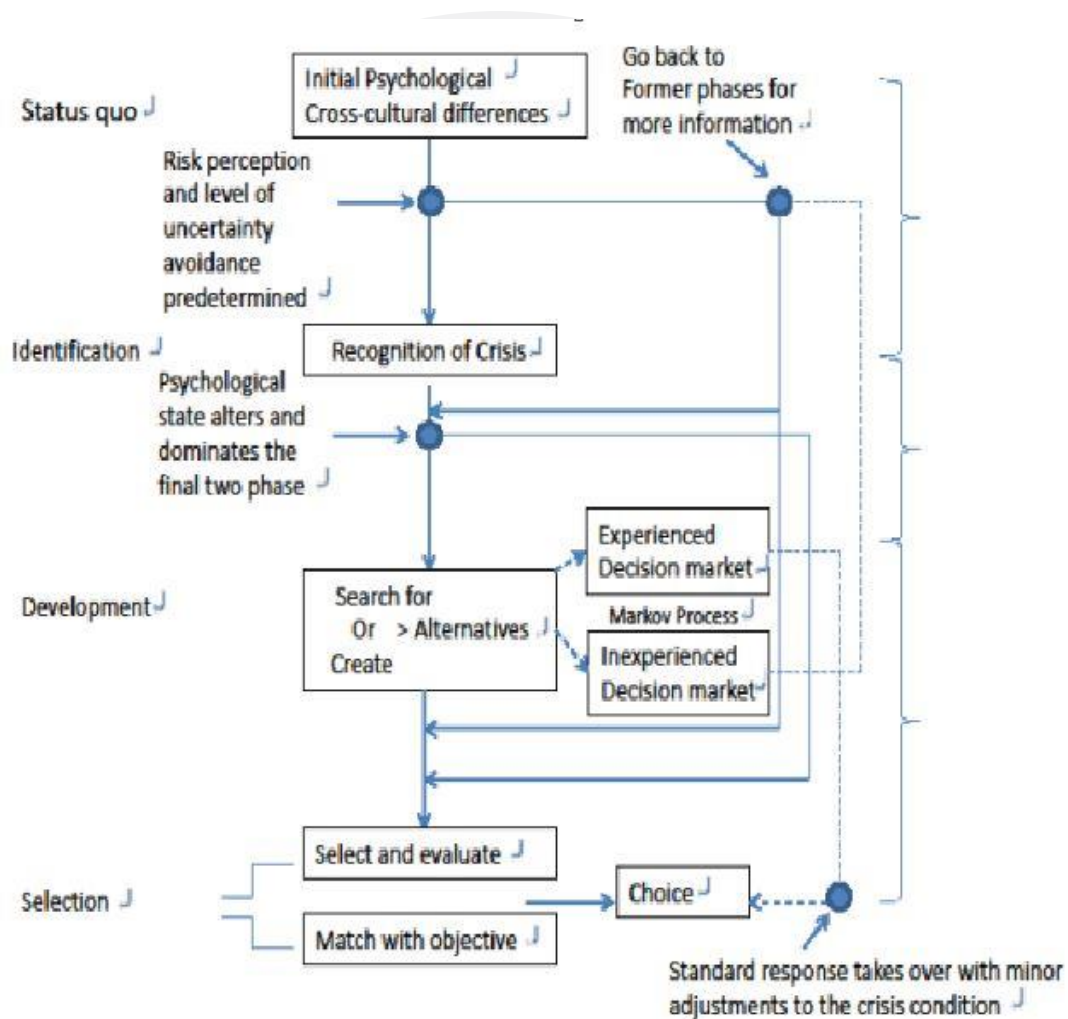 Initial Psychological
Cross-cultural differences
Go back to
Former phases for
more information
Status quo
Risk perception
and level of
uncertainty
avoidance
predetermined
Identification
Recognition of Crisis
Psychological
state alters and
dominates the
final two phase
Experienced
Decision market
Development
Search for
Or > Alternatives
Create
Markov Process
Inexperienced
Decision market
Select and evaluate
Selection
Choice
Match with objective
Standard response takes over with minor
adjustments to the crisis condition